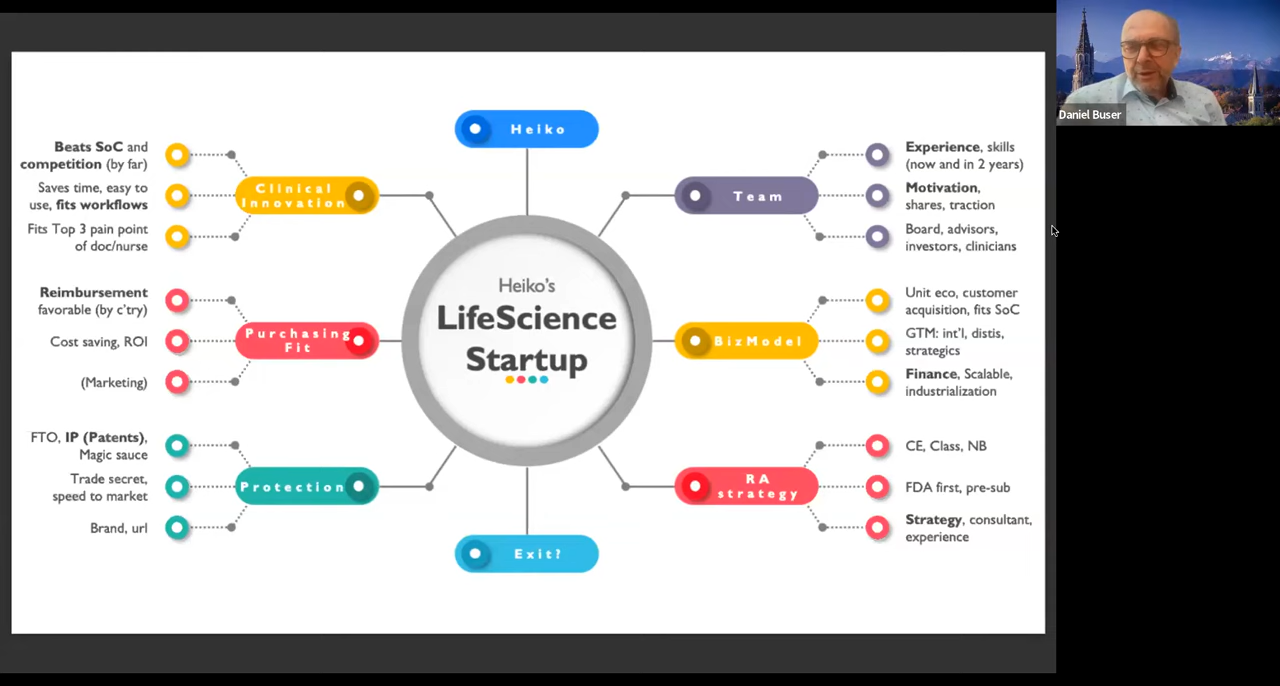 Heiko
Beats SoC and
competition (by far)
Saves time, easy to
use, fits workflows
Fits Top 3 pain point
of doc/nurse
Clinical
Innovation
Reimbursement
favorable (by c'try)
Cost saving, ROI
(Marketing)
Purchasing
Fit
FTO, IP (Patents),
Magic sauce
Trade secret,
speed to market
Brand, url
Protection
Heiko's
LifeScience
Startup
Team
Experience, skills
(now and in 2 years)
Motivation,
shares, traction
Board, advisors,
investors, clinicians
BizModel
Unit eco, customer
acquisition, fits SoC
GTM: int'l, distis,
strategics
Finance, Scalable,
industrialization
RA
strategy
CE, Class, NB
FDA first, pre-sub
Strategy, consultant,
experience
Exit?
Daniel Buser